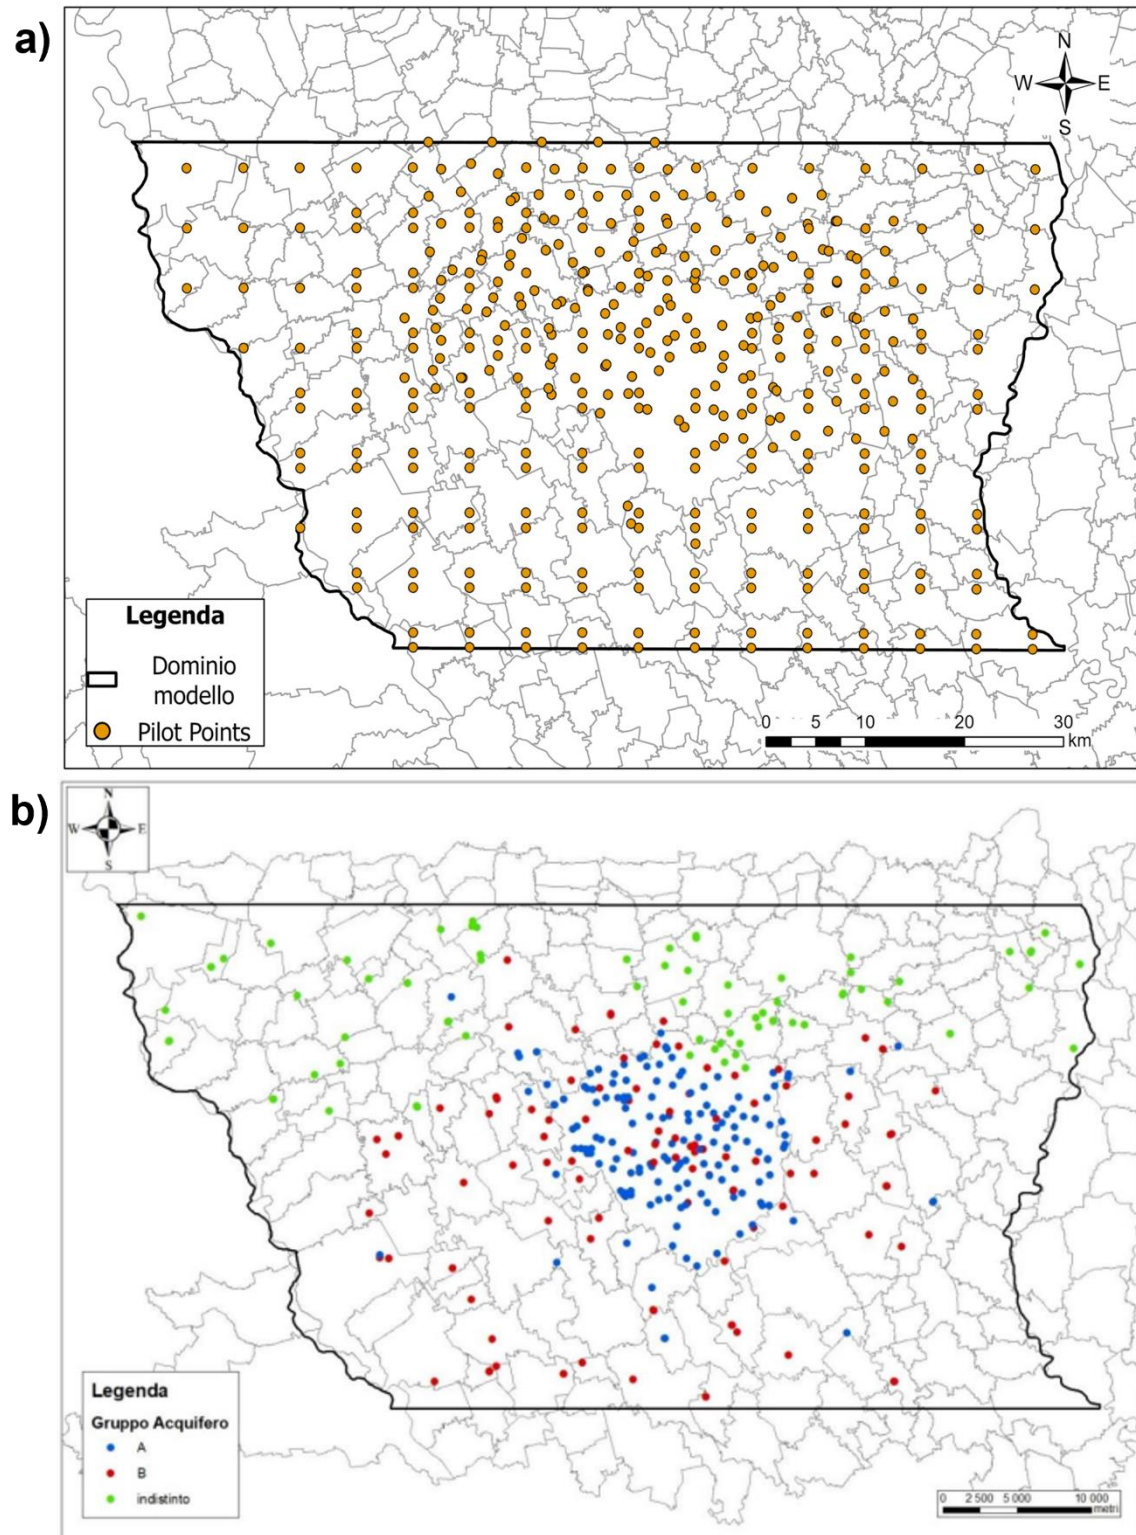 a)
N
W E
S
Legenda
Dominio
modello
Pilot Points
0 5 10 20 30
km
b)
N
W E
S
Legenda
Gruppo Acquifero
A
B
indistinto
0 2 500 5 000 10 000
metri